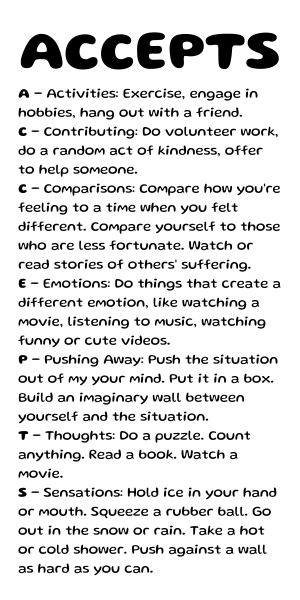 ACCEPTS
A – Activities: Exercise, engage in
hobbies, hang out with a friend.
C – Contributing: Do volunteer work,
do a random act of kindness, offer
to help someone.
C – Comparisons: Compare how you're
feeling to a time when you felt
different. Compare yourself to those
who are less fortunate. Watch or
read stories of others' suffering.
E – Emotions: Do things that create a
different emotion, like watching a
movie, listening to music, watching
funny or cute videos.
P – Pushing Away: Push the situation
out of my your mind. Put it in a box.
Build an imaginary wall between
yourself and the situation.
T – Thoughts: Do a puzzle. Count
anything. Read a book. Watch a
movie.
S – Sensations: Hold ice in your hand
or mouth. Squeeze a rubber ball. Go
out in the snow or rain. Take a hot
or cold shower. Push against a wall
as hard as you can.